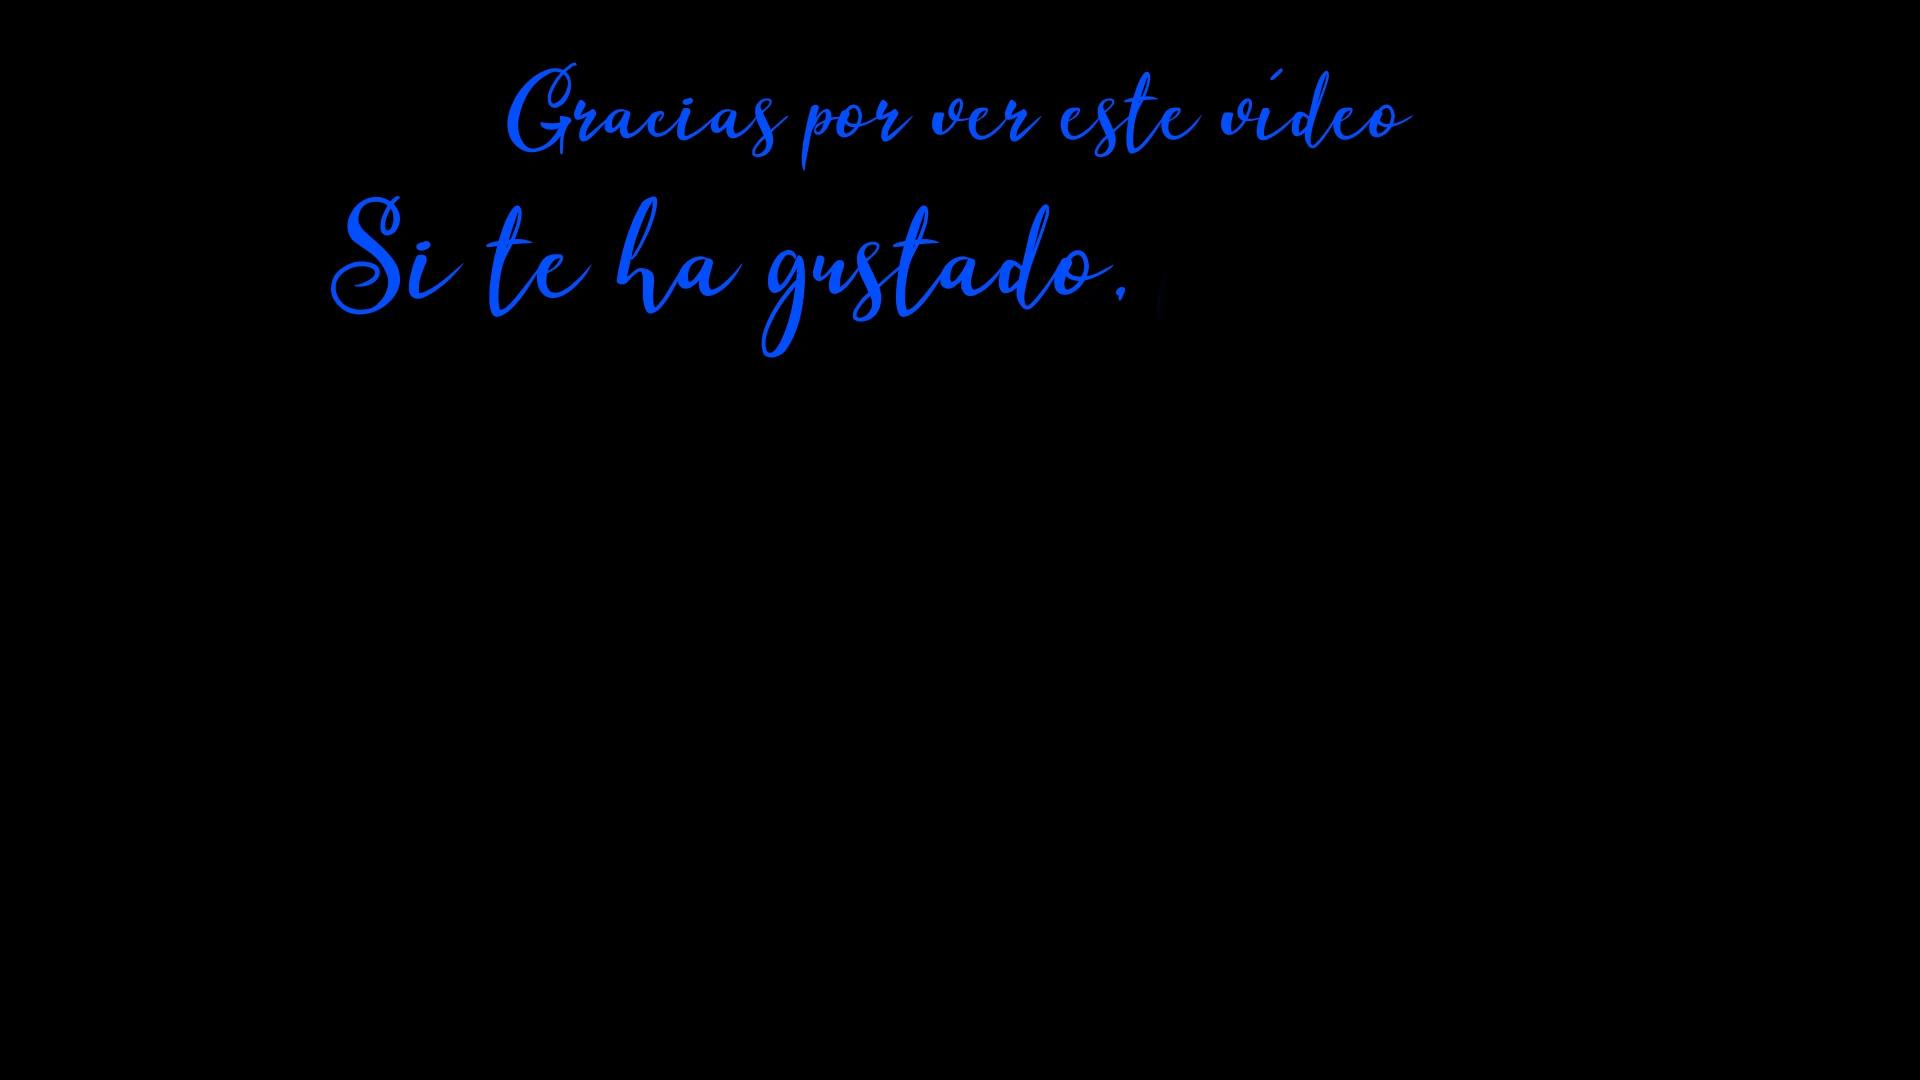 Gracias por ver este vídeo
Si te ha gustado,